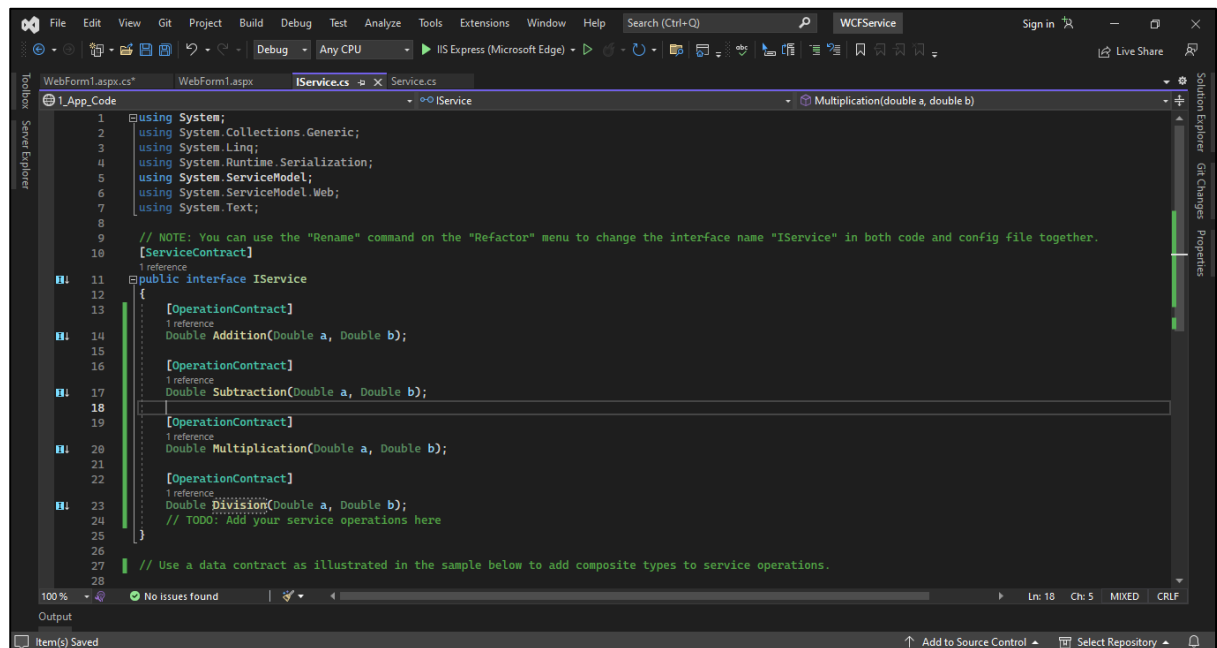 File Edit View Git Project Build Debug Test Analyze Tools Extensions Window Help Search (Ctrl+Q) WCFService Sign in
Debug Any CPU IIS Express (Microsoft Edge) Live Share
Toolbox
Server Explorer
WebForm1.aspx.cs* WebForm1.aspx IService.cs Service.cs
1_App_Code IService Multiplication(double a, double b)
1 using System;
2 using System.Collections.Generic;
3 using System.Linq;
4 using System.Runtime.Serialization;
5 using System.ServiceModel;
6 using System.ServiceModel.Web;
7 using System.Text;
8
9 // NOTE: You can use the "Rename" command on the "Refactor" menu to change the interface name "IService" in both code and config file together.
10 [ServiceContract]
1 reference
11 public interface IService
12 {
13 [OperationContract]
1 reference
14 Double Addition(Double a, Double b);
15
16 [OperationContract]
1 reference
17 Double Subtraction(Double a, Double b);
18
19 [OperationContract]
1 reference
20 Double Multiplication(Double a, Double b);
21
22 [OperationContract]
1 reference
23 Double Division(Double a, Double b);
24 // TODO: Add your service operations here
25 }
26
27 // Use a data contract as illustrated in the sample below to add composite types to service operations.
28
Solution Explorer
Git Changes
Properties
100 % No issues found Ln: 18 Ch: 5 MIXED CRLF
Output
Item(s) Saved Add to Source Control Select Repository